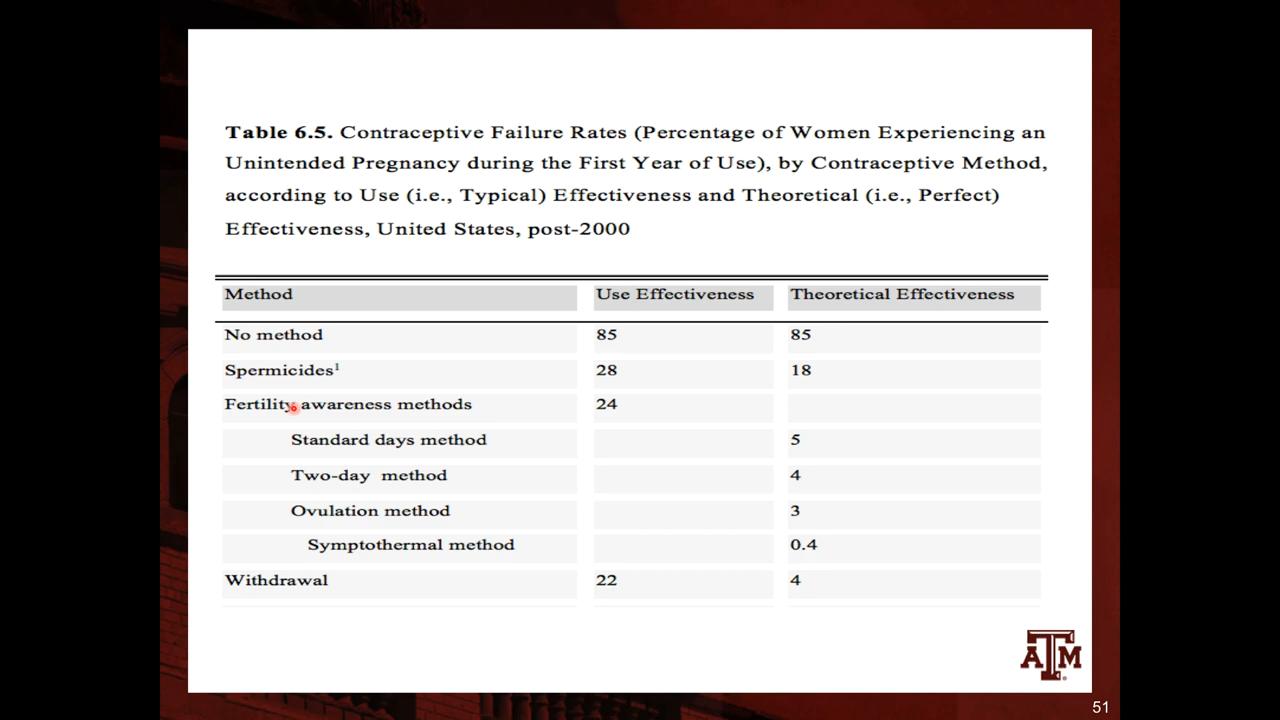 Table 6.5. Contraceptive Failure Rates (Percentage of Women Experiencing an
Unintended Pregnancy during the First Year of Use), by Contraceptive Method,
according to Use (i.e., Typical) Effectiveness and Theoretical (i.e., Perfect)
Effectiveness, United States, post-2000
Method Use Effectiveness Theoretical Effectiveness
No method 85 85
Spermicides¹ 28 18
Fertility awareness methods 24
Standard days method 5
Two-day method 4
Ovulation method 3
Symptothermal method 0.4
Withdrawal 22 4
ATM
51